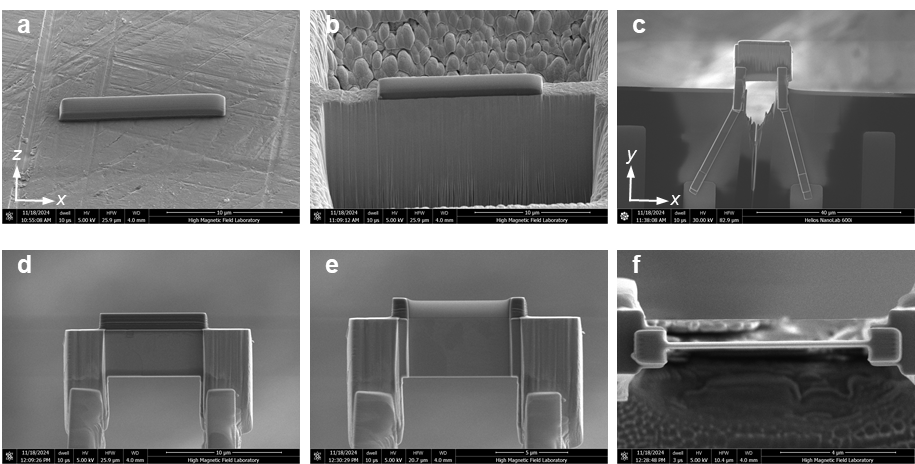 a
z
x
11/18/2024 dwell HV HFW WD 10 µm
10:55:08 AM 10 µs 5.00 kV 25.9 µm 4.0 mm High Magnetic Field Laboratory
b
11/18/2024 dwell HV HFW WD 10 µm
11:09:12 AM 10 µs 5.00 kV 25.9 µm 4.0 mm High Magnetic Field Laboratory
c
y
x
11/18/2024 dwell HV HFW 40 µm
11:38:08 AM 10 µs 30.00 kV 82.9 µm Helios NanoLab 600i
d
11/18/2024 dwell HV HFW WD 10 µm
12:09:26 PM 10 µs 5.00 kV 25.9 µm 4.0 mm High Magnetic Field Laboratory
e
11/18/2024 dwell HV HFW WD 5 µm
12:30:29 PM 10 µs 5.00 kV 20.7 µm 4.0 mm High Magnetic Field Laboratory
f
11/18/2024 dwell HV HFW WD 4 µm
12:28:48 PM 3 µs 5.00 kV 10.4 µm 4.0 mm High Magnetic Field Laboratory